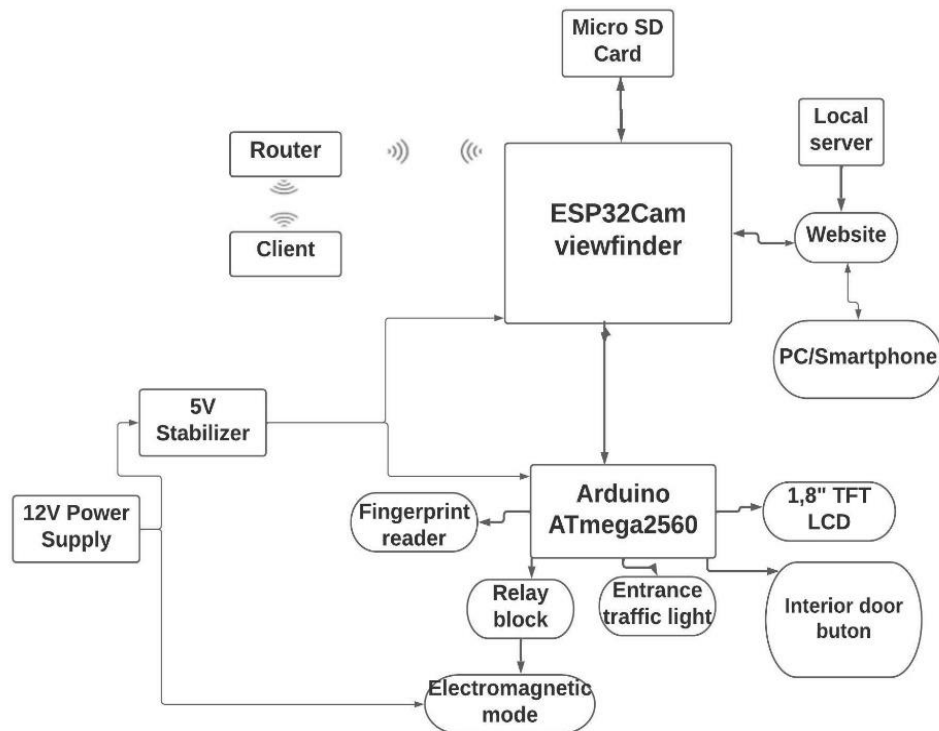 Micro SD
Card
Local
server
Router
ESP32Cam
viewfinder
Website
Client
PC/Smartphone
5V
Stabilizer
12V Power
Supply
Fingerprint
reader
Arduino
ATmega2560
1,8" TFT
LCD
Relay
block
Entrance
traffic light
Interior door
buton
Electromagnetic
mode